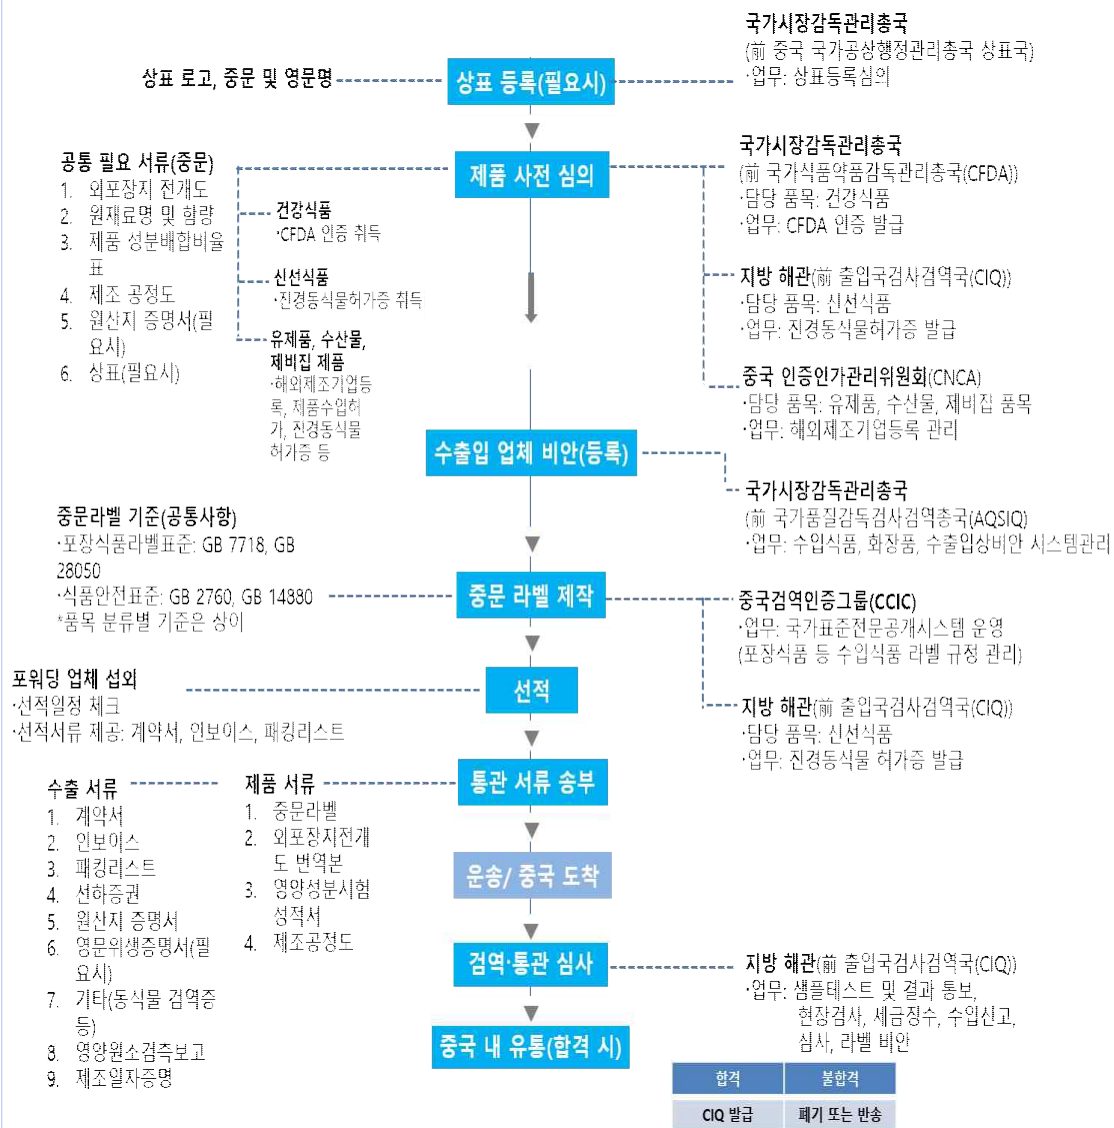 국가시장감독관리총국
(前 중국 국가공상행정관리총국 상표국)
·업무: 상표등록심의
상표 로고, 중문 및 영문명
상표 등록(필요시)
공통 필요 서류(중문)
1. 외포장지 전개도
2. 원재료명 및 함량
3. 제품 성분배합비율
표
4. 제조 공정도
5. 원산지 증명서(필
요시)
6. 상표(필요시)
건강식품
·CFDA 인증 취득
신선식품
·진경동식물허가증 취득
유제품, 수산물,
제비집 제품
·해외제조기업등
록, 제품수입허
가, 진경동식물
허가증 등
제품 사전 심의
국가시장감독관리총국
(前 국가식품약품감독관리총국(CFDA))
·담당 품목: 건강식품
·업무: CFDA 인증 발급
지방 해관(前 출입국검사검역국(CIQ))
·담당 품목: 신선식품
·업무: 진경동식물허가증 발급
중국 인증인가관리위원회(CNCA)
·담당 품목: 유제품, 수산물, 제비집 품목
·업무: 해외제조기업등록 관리
수출입 업체 비안(등록)
국가시장감독관리총국
(前 국가품질감독검사검역총국(AQSIQ)
·업무: 수입식품, 화장품, 수출입상비안 시스템관리
중문라벨 기준(공통사항)
·포장식품라벨표준: GB 7718, GB
28050
·식품안전표준: GB 2760, GB 14880
*품목 분류별 기준은 상이
중문 라벨 제작
중국검역인증그룹(CCIC)
·업무: 국가표준전문공개시스템 운영
(포장식품 등 수입식품 라벨 규정 관리)
지방 해관(前 출입국검사검역국(CIQ))
·담당 품목: 신선식품
·업무: 진경동식물 허가증 발급
포워딩 업체 섭외
·선적일정 체크
·선적서류 제공: 계약서, 인보이스, 패킹리스트
선적
수출 서류
1. 계약서
2. 인보이스
3. 패킹리스트
4. 선하증권
5. 원산지 증명서
6. 영문위생증명서(필
요시)
7. 기타(동식물 검역증
등)
8. 영양원소검측보고
9. 제조일자증명
제품 서류
1. 중문라벨
2. 외포장지전개
도 번역본
3. 영양성분시험
성적서
4. 제조공정도
통관 서류 송부
운송/ 중국 도착
검역·통관 심사
지방 해관(前 출입국검사검역국(CIQ))
·업무: 샘플테스트 및 결과 통보,
현장검사, 세금징수, 수입신고,
심사, 라벨 비안
중국 내 유통(합격 시)
합격 불합격
CIQ 발급 폐기 또는 반송